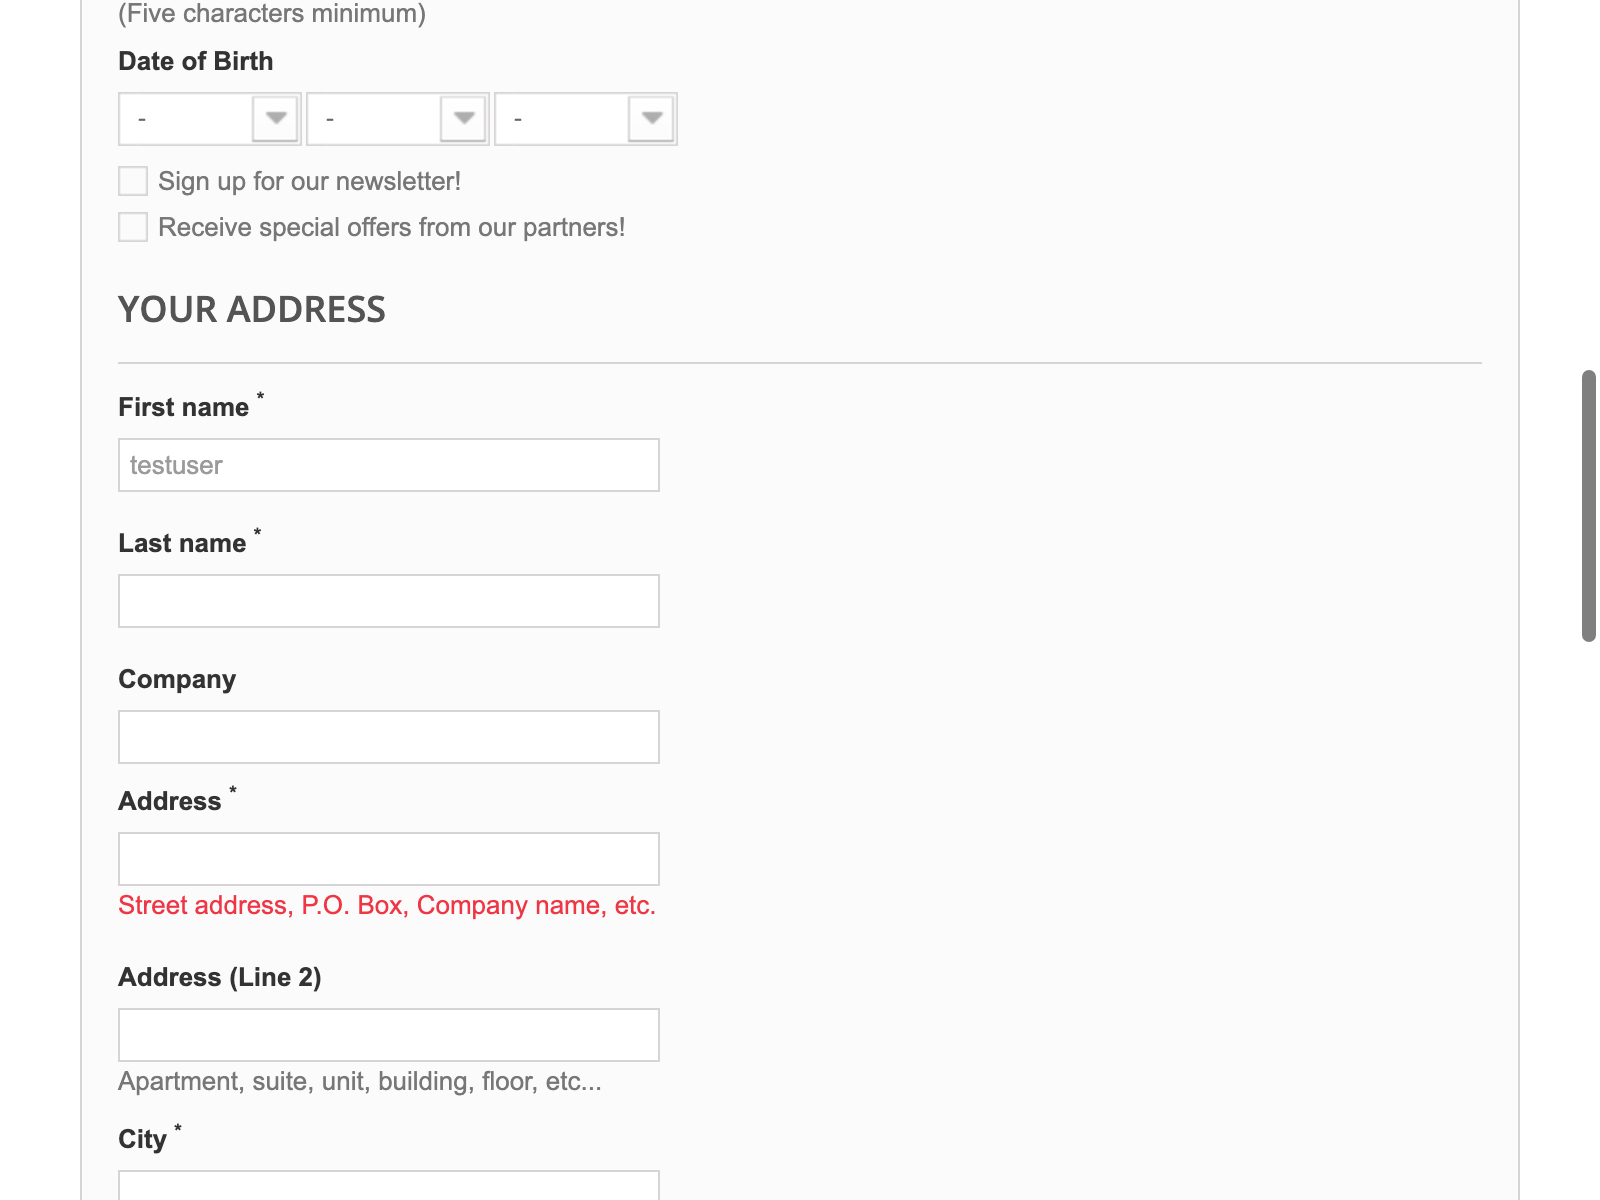 (Five characters minimum)
Date of Birth
- - -
Sign up for our newsletter!
Receive special offers from our partners!
YOUR ADDRESS
First name *
testuser
Last name *
Company
Address *
Street address, P.O. Box, Company name, etc.
Address (Line 2)
Apartment, suite, unit, building, floor, etc...
City *